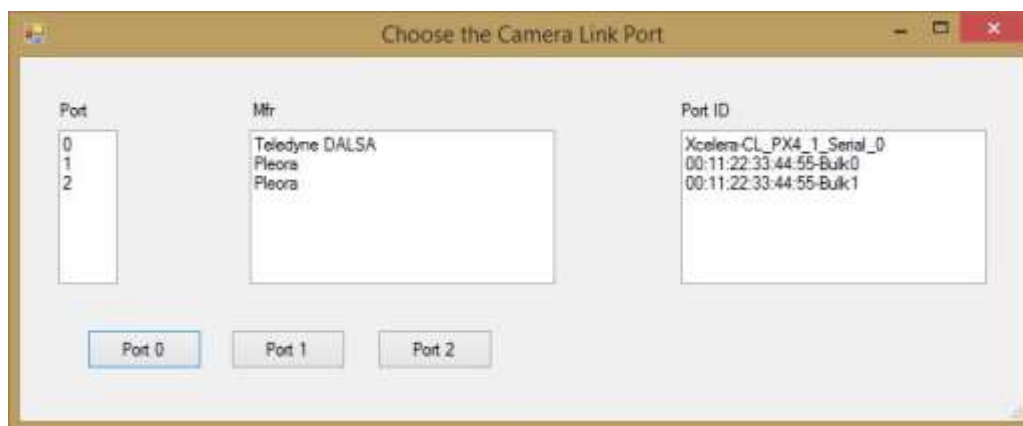 Choose the Camera Link Port
Port
Mfr
Port ID
0
1
2
Teledyne DALSA
Pleora
Pleora
Xcelera-CL_PX4_1_Serial_0
00:11:22:33:44:55-Bulk0
00:11:22:33:44:55-Bulk1
Port 0
Port 1
Port 2